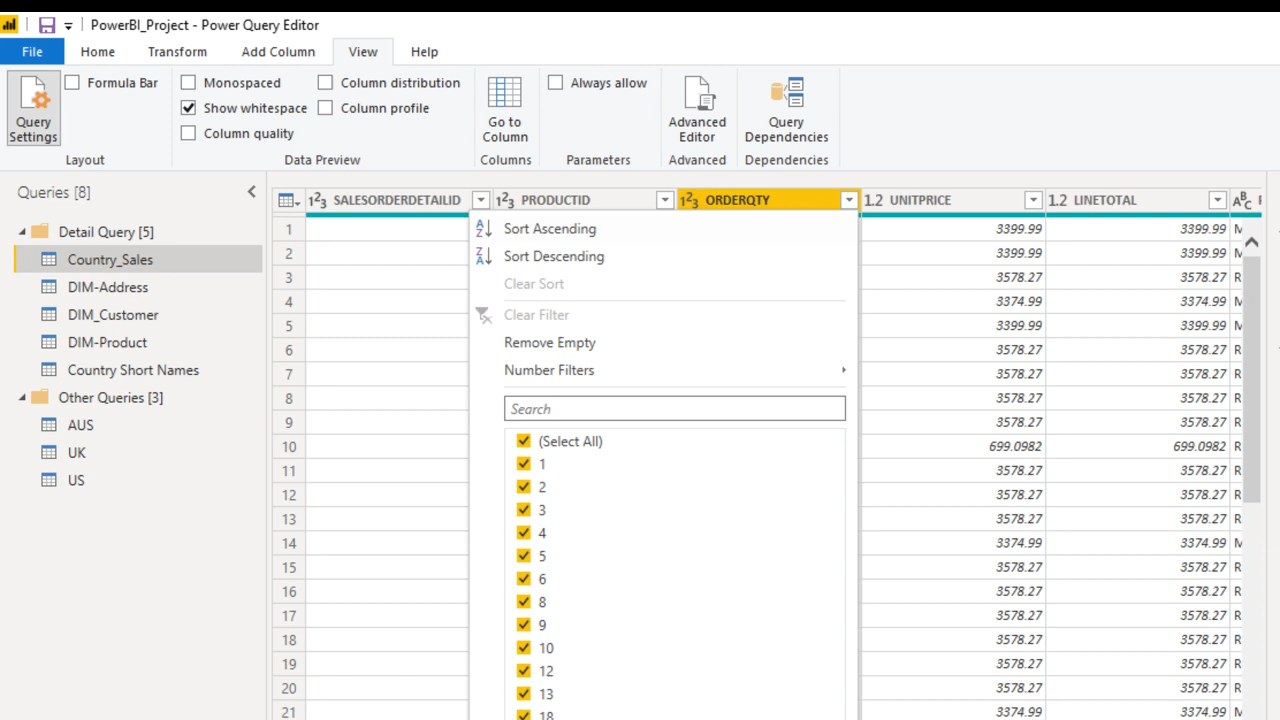 PowerBI_Project - Power Query Editor
File Home Transform Add Column View Help
Query Settings
Formula Bar
Layout
Monospaced
Show whitespace
Column quality
Column distribution
Column profile
Data Preview
Go to Column
Columns
Always allow
Parameters
Advanced Editor
Advanced
Query Dependencies
Dependencies
Queries [8]
Detail Query [5]
Country_Sales
DIM-Address
DIM_Customer
DIM-Product
Country Short Names
Other Queries [3]
AUS
UK
US
1²3 SALESORDERDETAILID 1²3 PRODUCTID 1²3 ORDERQTY 1.2 UNITPRICE 1.2 LINETOTAL ABC
Sort Ascending
Sort Descending
Clear Sort
Clear Filter
Remove Empty
Number Filters
Search
(Select All)
1
2
3
4
5
6
8
9
10
12
13
18
1 3399.99 3399.99 M
2 3399.99 3399.99 M
3 3578.27 3578.27 R
4 3374.99 3374.99 M
5 3399.99 3399.99 M
6 3578.27 3578.27 R
7 3578.27 3578.27 R
8 3578.27 3578.27 R
9 3578.27 3578.27 R
10 699.0982 699.0982 R
11 3578.27 3578.27 R
12 3578.27 3578.27 R
13 3578.27 3578.27 R
14 3374.99 3374.99 M
15 3578.27 3578.27 R
16 3578.27 3578.27 R
17 3578.27 3578.27 R
18 3578.27 3578.27 R
19 3578.27 3578.27 R
20 3578.27 3578.27 R
21 3374.99 3374.99 M